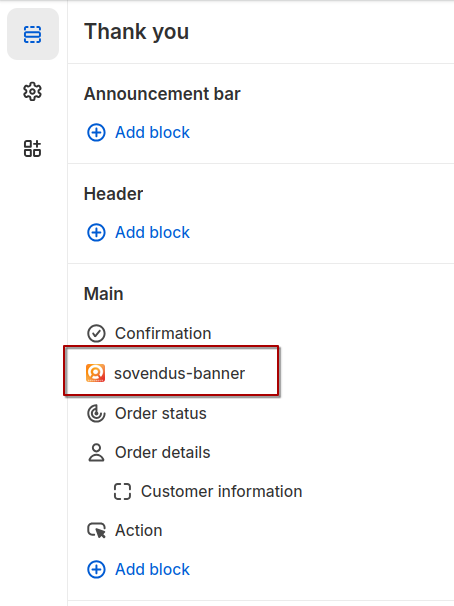 Thank you
Announcement bar
Add block
Header
Add block
Main
Confirmation
sovendus-banner
Order status
Order details
Customer information
Action
Add block